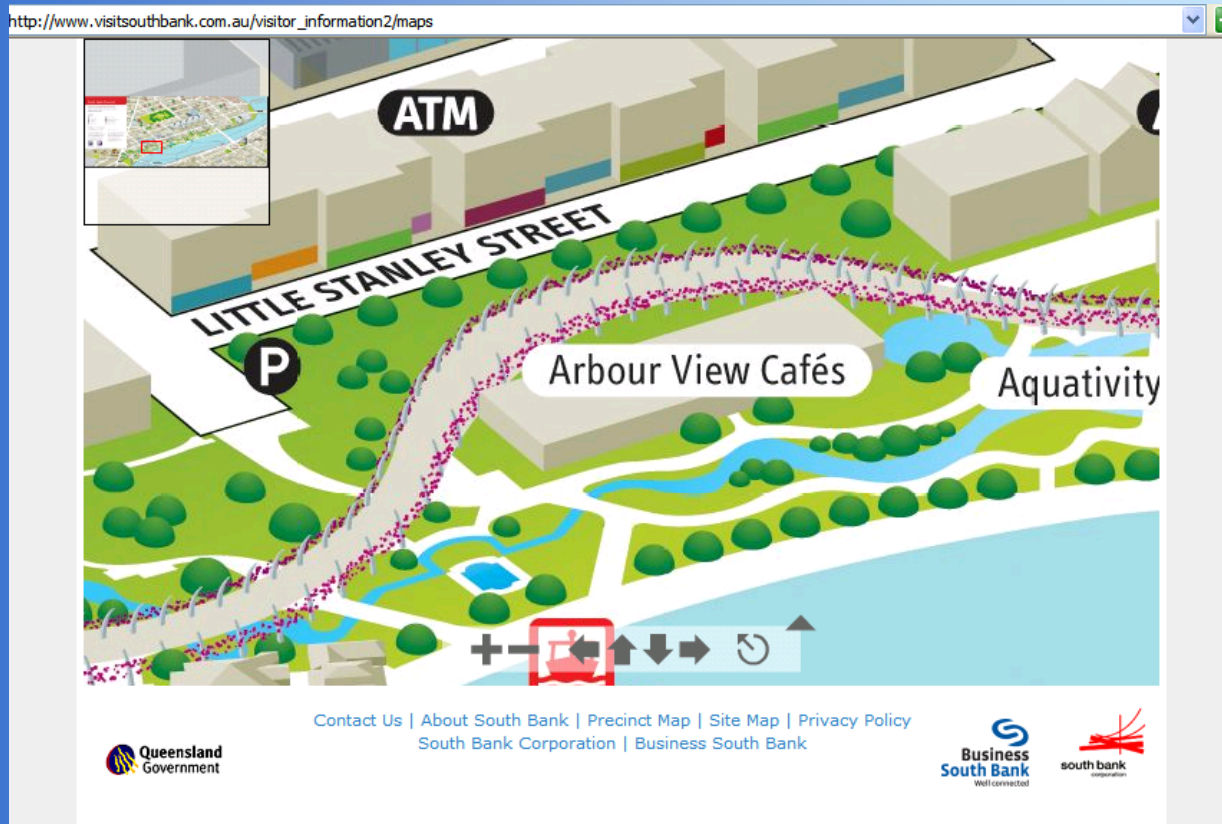 http://www.visitsouthbank.com.au/visitor_information2/maps
ATM
LITTLE STANLEY STREET
P
Arbour View Cafés
Aquativity
Contact Us | About South Bank | Precinct Map | Site Map | Privacy Policy
South Bank Corporation | Business South Bank
Queensland
Government
Business
South Bank
Well connected
south bank
corporation